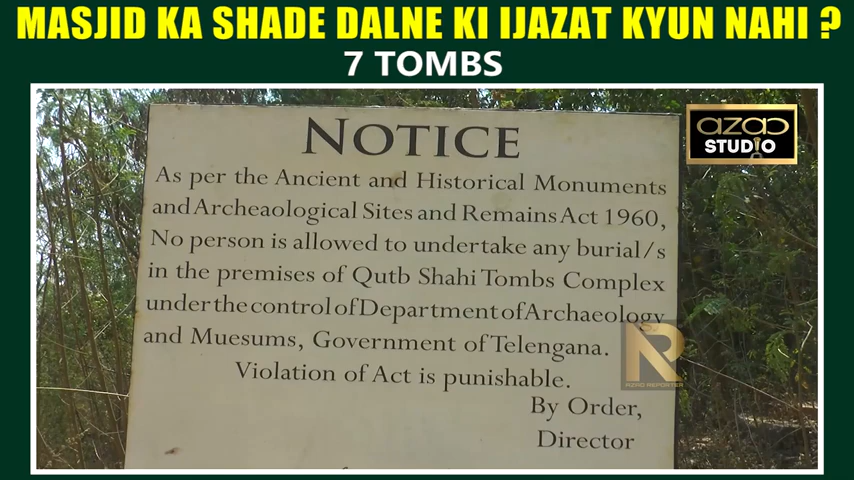 MASJID KA SHADE DALNE KI IJAZAT KYUN NAHI ?
7 TOMBS
azac
STUDIO
NOTICE
As per the Ancient and Historical Monuments
and Archeaological Sites and Remains Act 1960,
No person is allowed to undertake any burial/s
in the premises of Qutb Shahi Tombs Complex
under the control of Department of Archaeology
and Muesums, Government of Telengana.
Violation of Act is punishable.
By Order,
Director
R
AZAD REPORTER